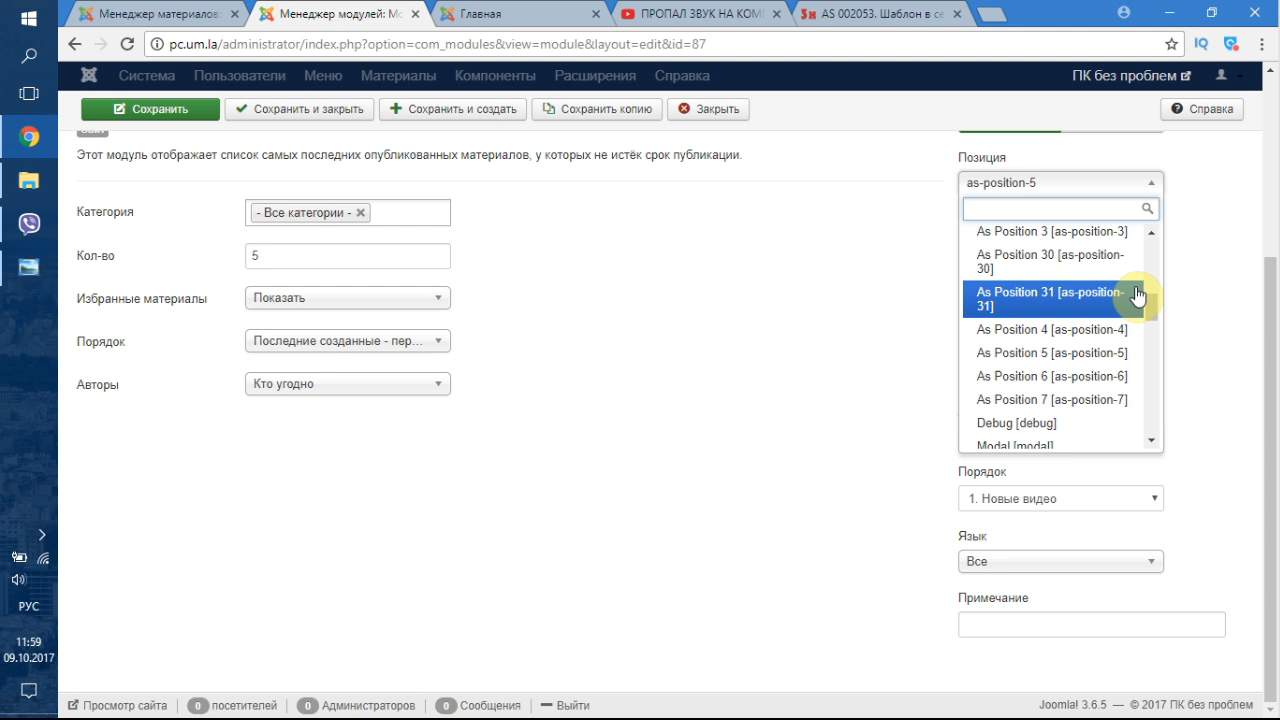 Менеджер материалов
Менеджер модулей: Мо
Главная
ПРОПАЛ ЗВУК НА КОМП
AS 002053. Шаблон в се
pc.um.la/administrator/index.php?option=com_modules&view=module&layout=edit&id=87
IQ
Система
Пользователи
Меню
Материалы
Компоненты
Расширения
Справка
ПК без проблем
Сохранить
Сохранить и закрыть
Сохранить и создать
Сохранить копию
Закрыть
Справка
Этот модуль отображает список самых последних опубликованных материалов, у которых не истёк срок публикации.
Категория
- Все категории -
Кол-во
5
Избранные материалы
Показать
Порядок
Последние созданные - пер...
Авторы
Кто угодно
Позиция
as-position-5
As Position 3 [as-position-3]
As Position 30 [as-position-
30]
As Position 31 [as-position-
31]
As Position 4 [as-position-4]
As Position 5 [as-position-5]
As Position 6 [as-position-6]
As Position 7 [as-position-7]
Debug [debug]
Modal [modal]
Порядок
1. Новые видео
Язык
Все
Примечание
РУС
11:59
09.10.2017
Просмотр сайта
0 посетителей
0 Администраторов
0 Сообщения
Выйти
Joomla! 3.6.5 — © 2017 ПК без проблем